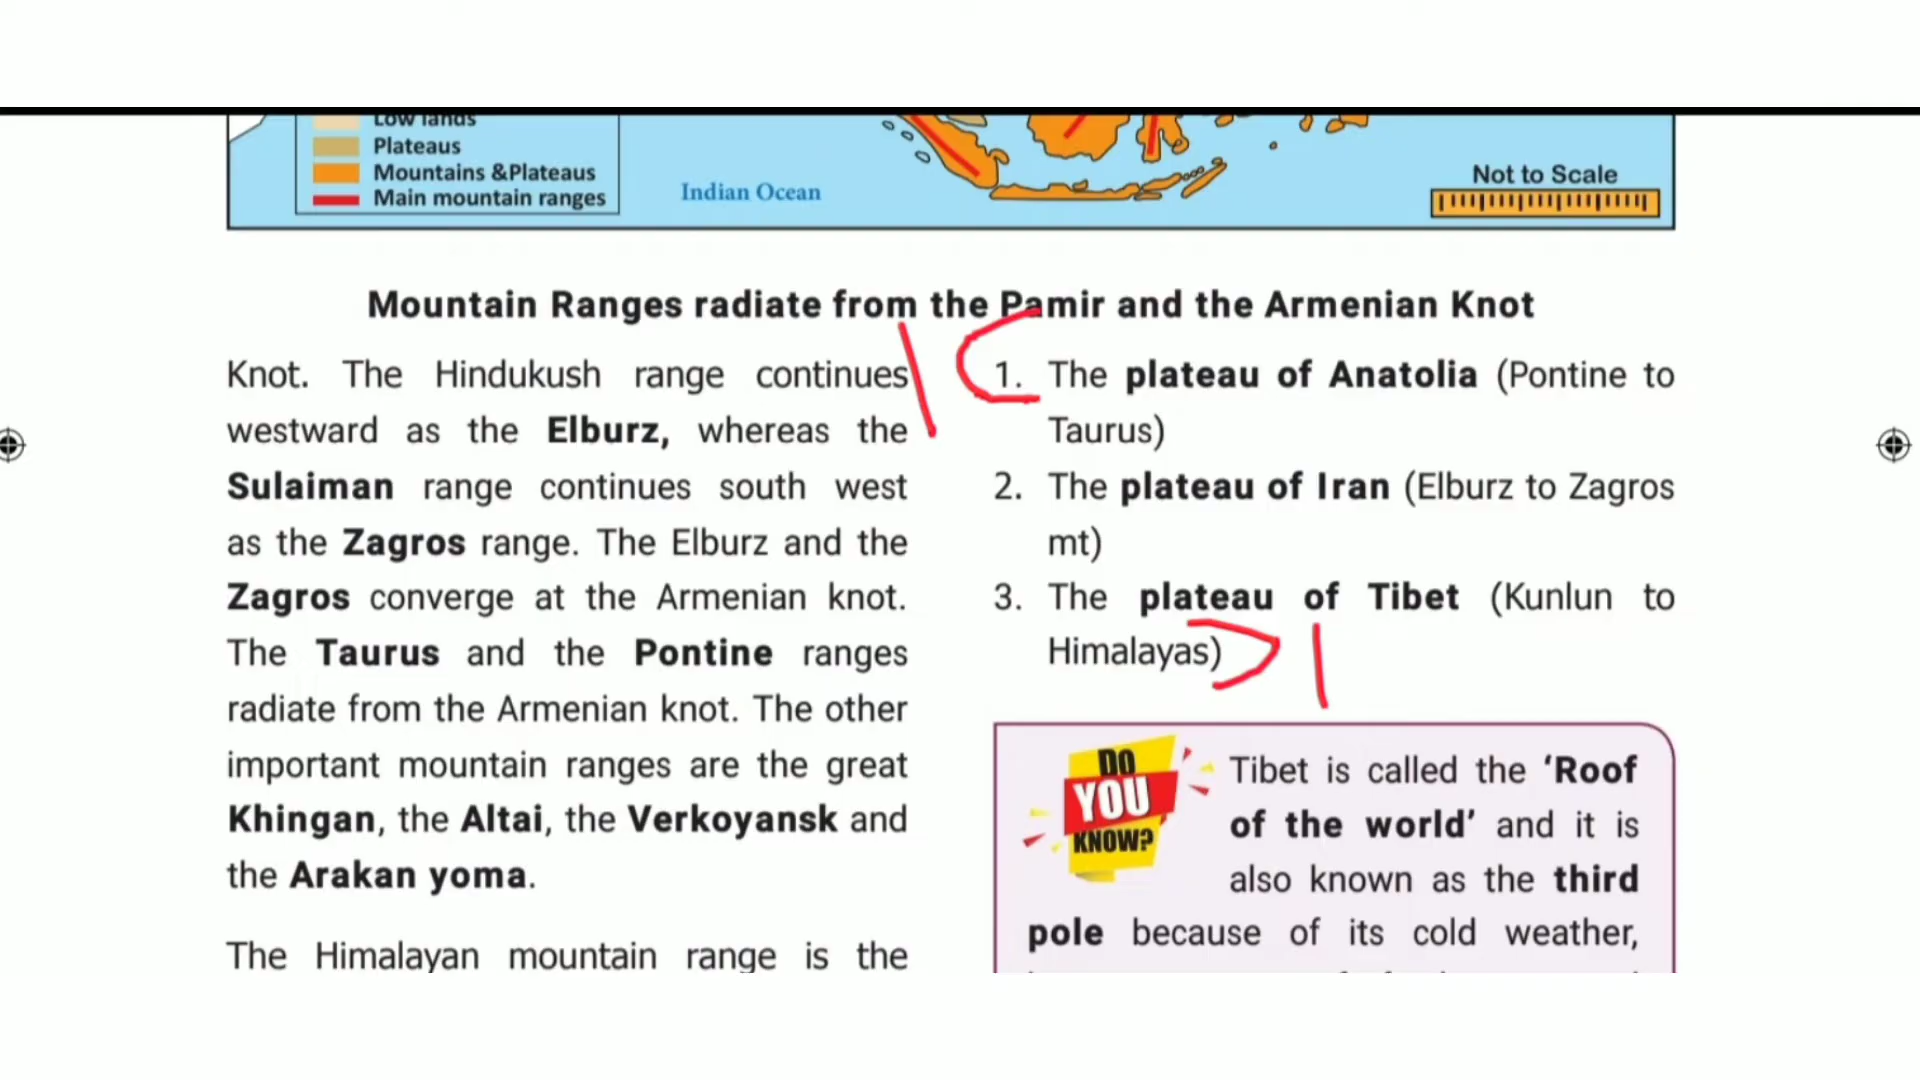 Low lands
Plateaus
Mountains &Plateaus
Main mountain ranges
Indian Ocean
Not to Scale
Mountain Ranges radiate from the Pamir and the Armenian Knot
Knot. The Hindukush range continues
westward as the Elburz, whereas the
Sulaiman range continues south west
as the Zagros range. The Elburz and the
Zagros converge at the Armenian knot.
The Taurus and the Pontine ranges
radiate from the Armenian knot. The other
important mountain ranges are the great
Khingan, the Altai, the Verkoyansk and
the Arakan yoma.
The Himalayan mountain range is the
1. The plateau of Anatolia (Pontine to
Taurus)
2. The plateau of Iran (Elburz to Zagros
mt)
3. The plateau of Tibet (Kunlun to
Himalayas)
DO
YOU
KNOW?
Tibet is called the ‘Roof
of the world’ and it is
also known as the third
pole because of its cold weather,